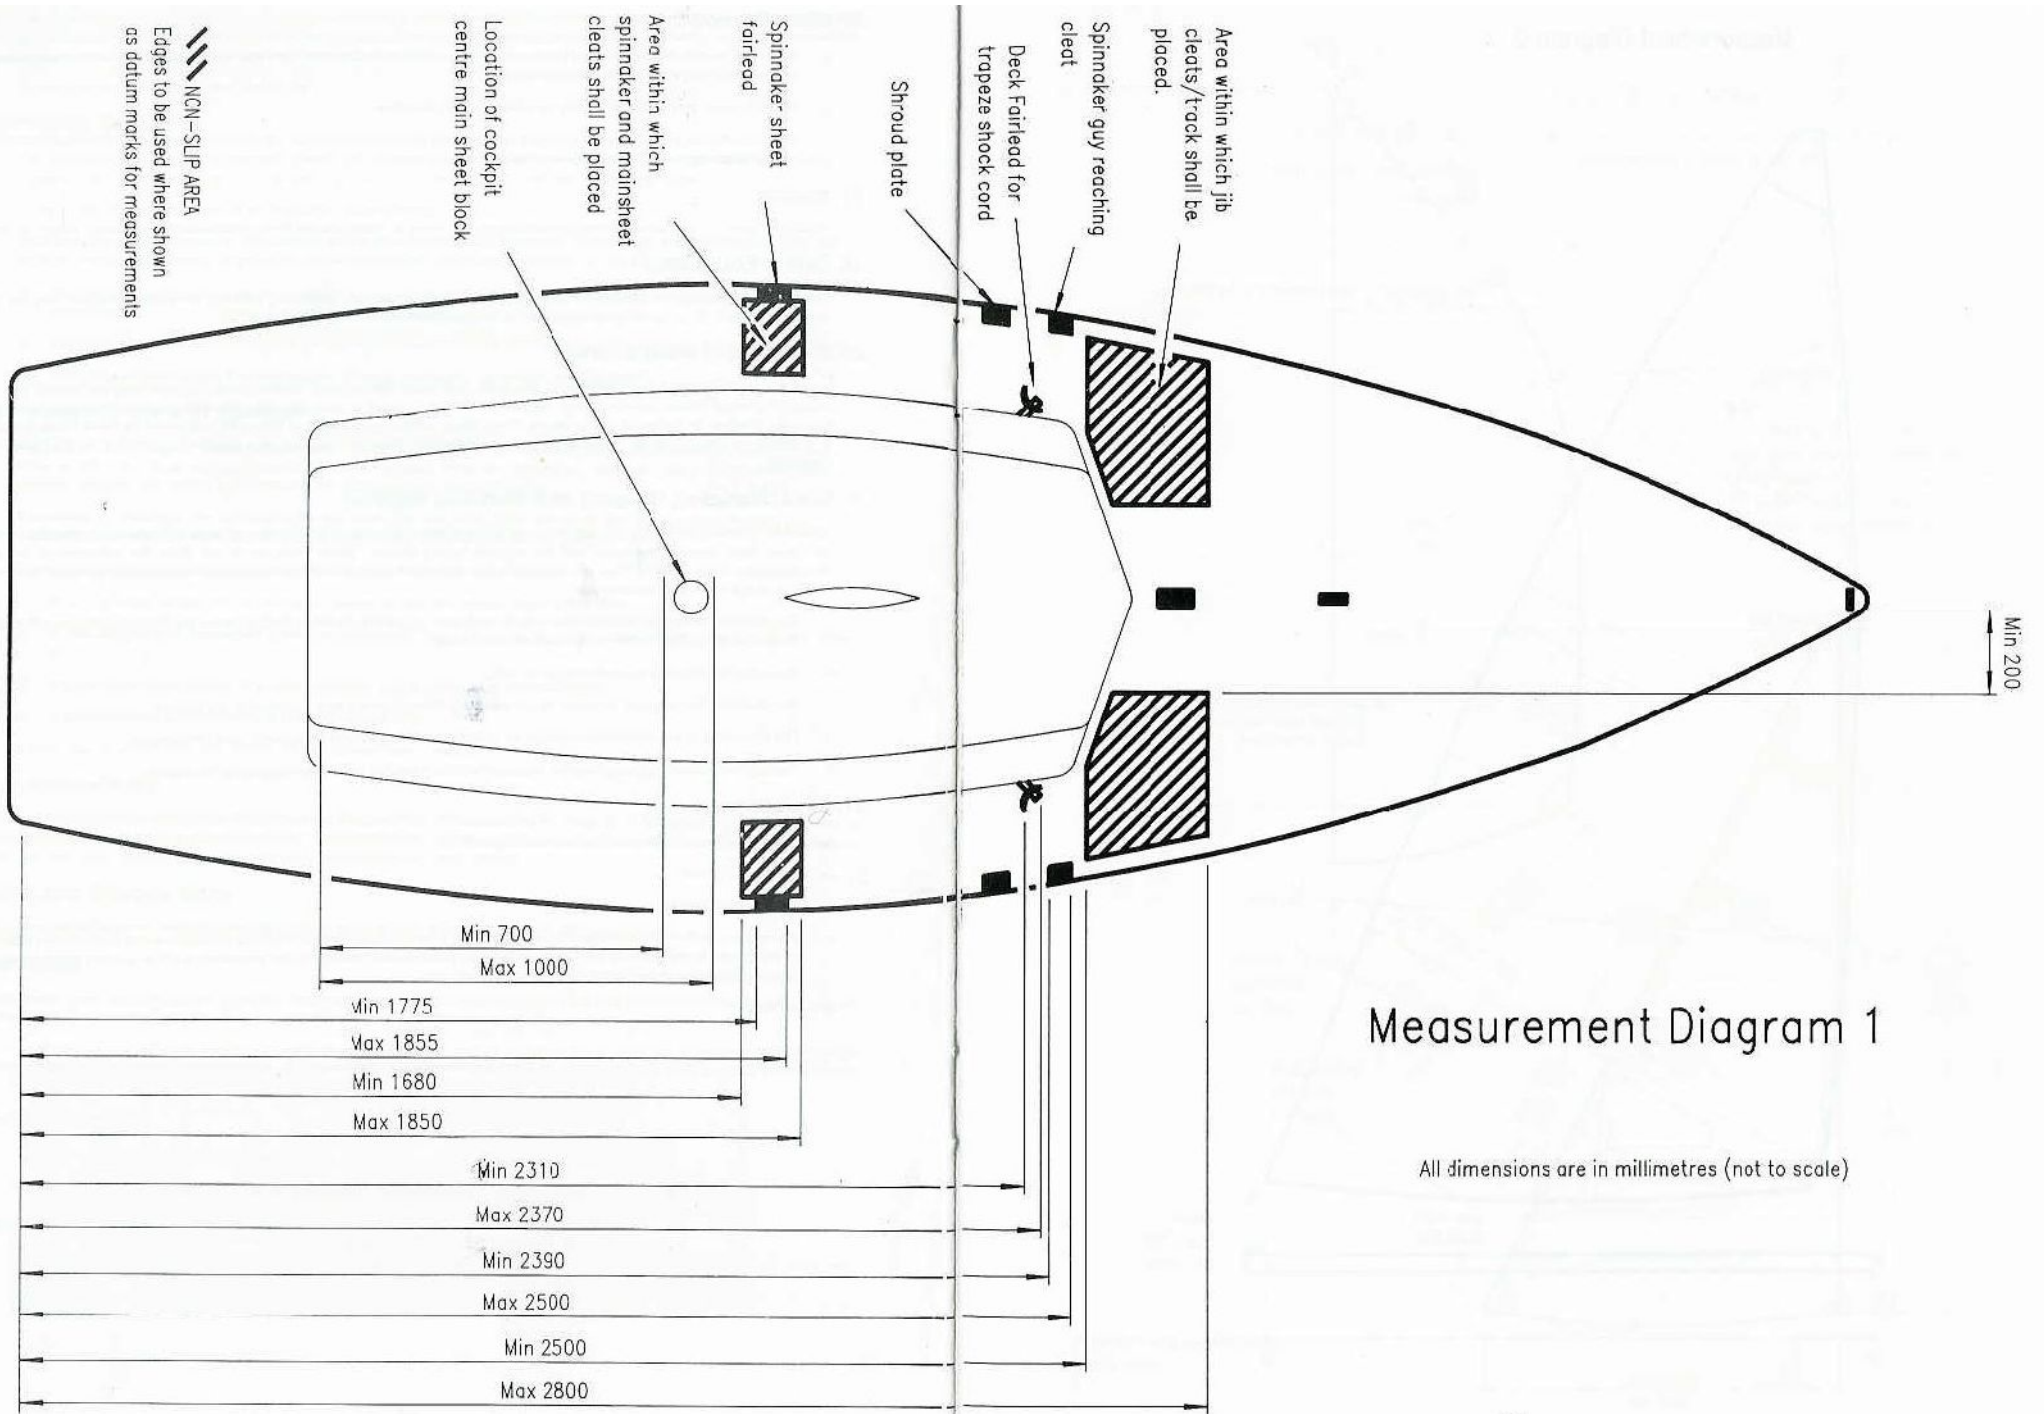 Area within which jib
cleats/track shall be
placed.
Spinnaker guy reaching
cleat
Deck Fairlead for
trapeze shock cord
Shroud plate
Spinnaker sheet
fairlead
Area within which
spinnaker and mainsheet
cleats shall be placed
Location of cockpit
centre main sheet block
NCN-SLIP AREA
Edges to be used where shown
as datum marks for measurements
Min 200
Min 700
Max 1000
Min 1775
Max 1855
Min 1680
Max 1850
Min 2310
Max 2370
Min 2390
Max 2500
Min 2500
Max 2800
Measurement Diagram 1
All dimensions are in millimetres (not to scale)